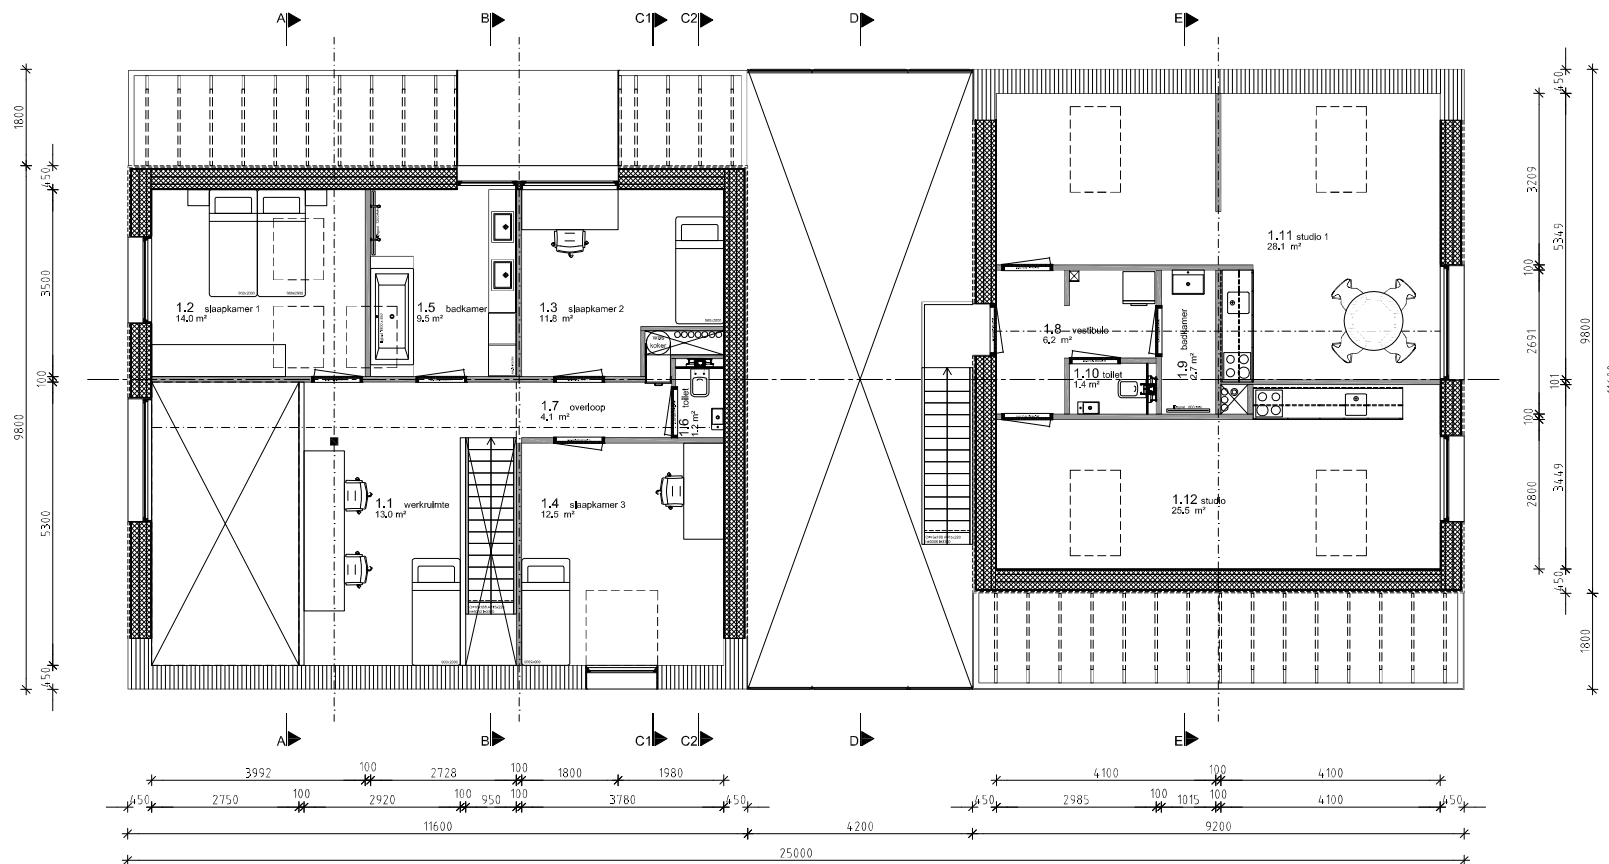 A B C1 C2 D E
1800
450
3500
100
9800
5300
450
1.2 slaapkamer 1
14.0 m²
1.5 badkamer
9.5 m²
1.3 slaapkamer 2
11.8 m²
koker
1.7 overloop
4.1 m²
1.6 toilet
1.2 m²
1.1 werkruimte
13.0 m²
1.4 slaapkamer 3
12.5 m²
1.11 studio 1
28.1 m²
1.8 vestibule
6.2 m²
1.9 badkamer
2.7 m²
1.10 toilet
1.4 m²
1.12 studio
25.5 m²
450
3209
5349
100
9800
2691
101
100
3449
2800
450
1800
A B C1 C2 D E
3992 100 2728 100 1800 1980 4100 100 4100
450 2750 100 2920 100 950 100 3780 450 450 2985 100 1015 100 4100 450
11600 4200 9200
25000